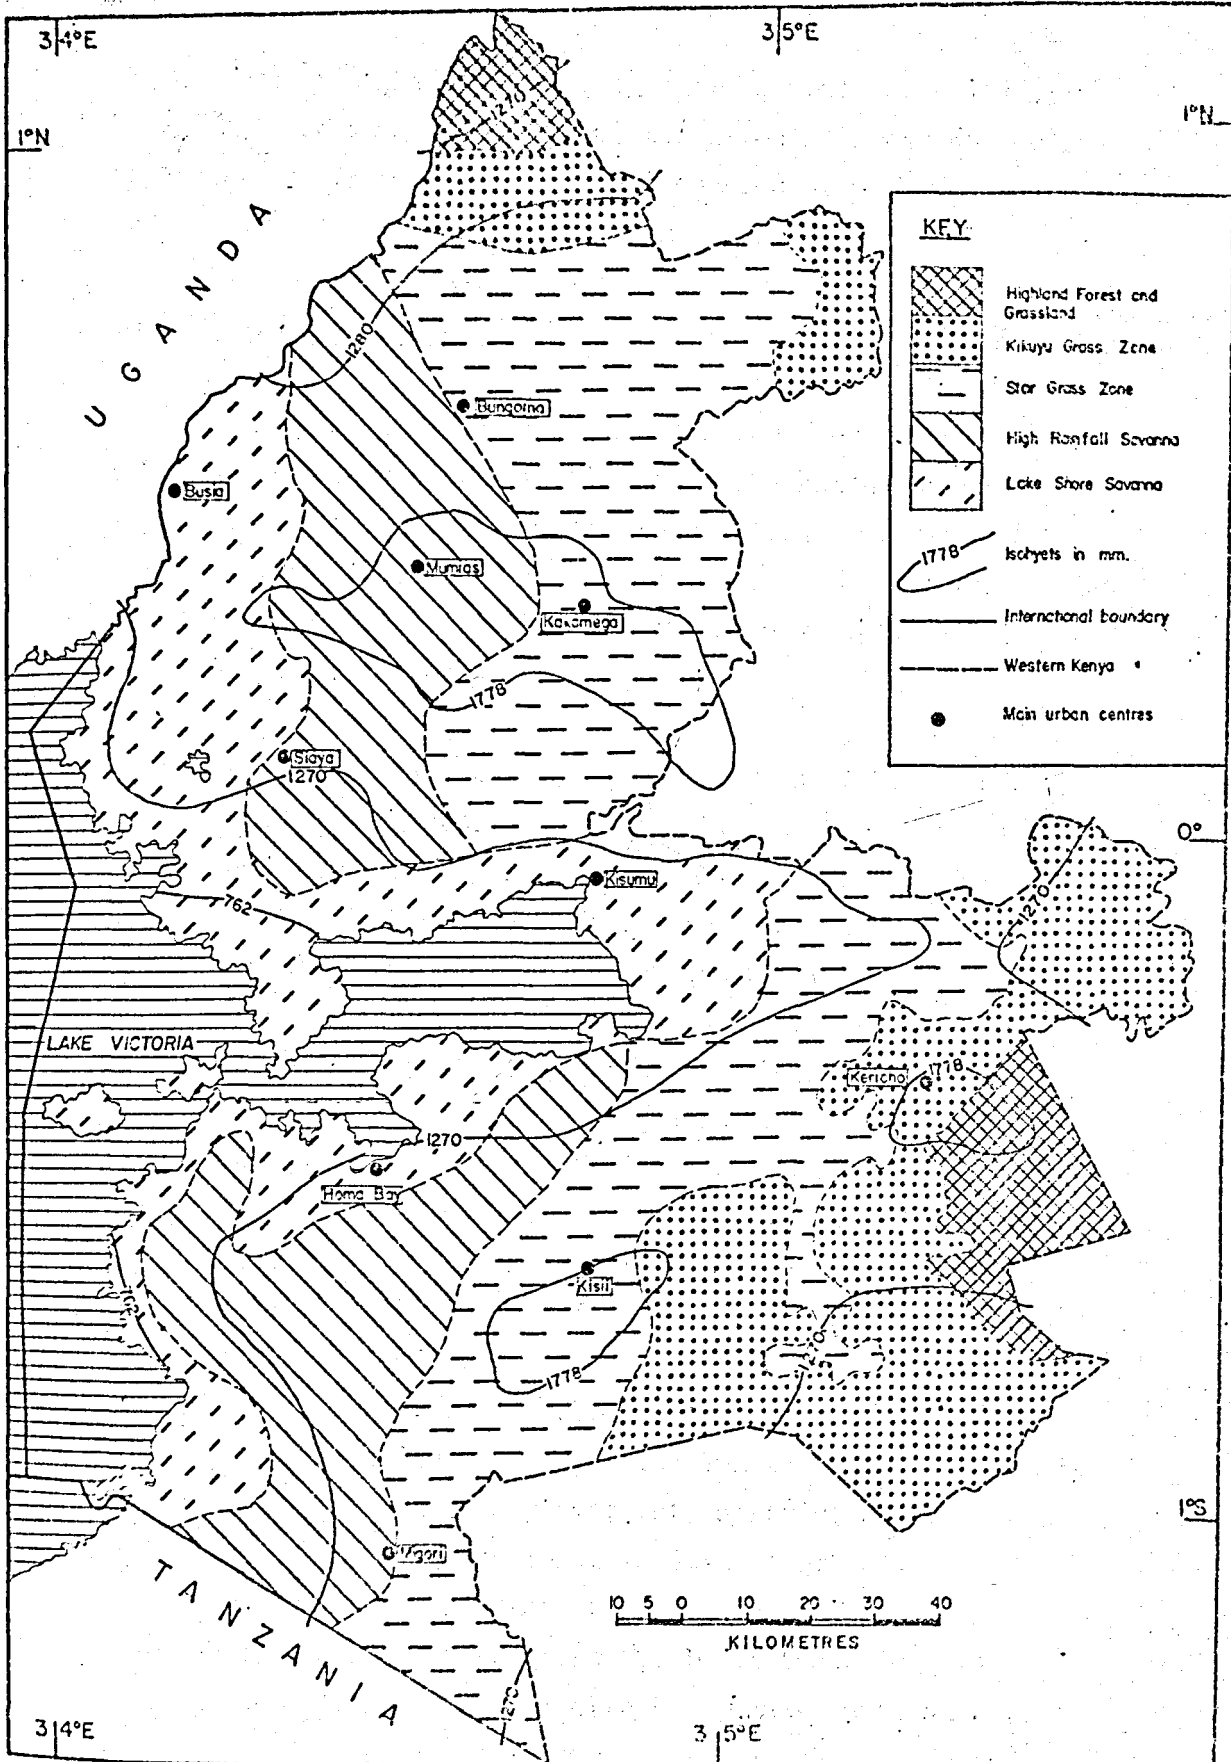 34°E
35°E
1°N
1°N
UGANDA
1270
KEY
Highland Forest and
Grassland
Kikuyu Grass Zone
Star Grass Zone
High Rainfall Savanna
Lake Shore Savanna
1778
Isohyets in mm.
International boundary
Western Kenya
Main urban centres
1280
Bungoma
Busia
Mumias
Kakamega
1778
Siaya
1270
0°
Kisumu
762
1270
LAKE VICTORIA
Kericho
1778
1270
Homa Bay
Kisii
1778
1270
1°S
Migori
TANZANIA
10 5 0 10 20 30 40
KILOMETRES
1270
34°E
35°E